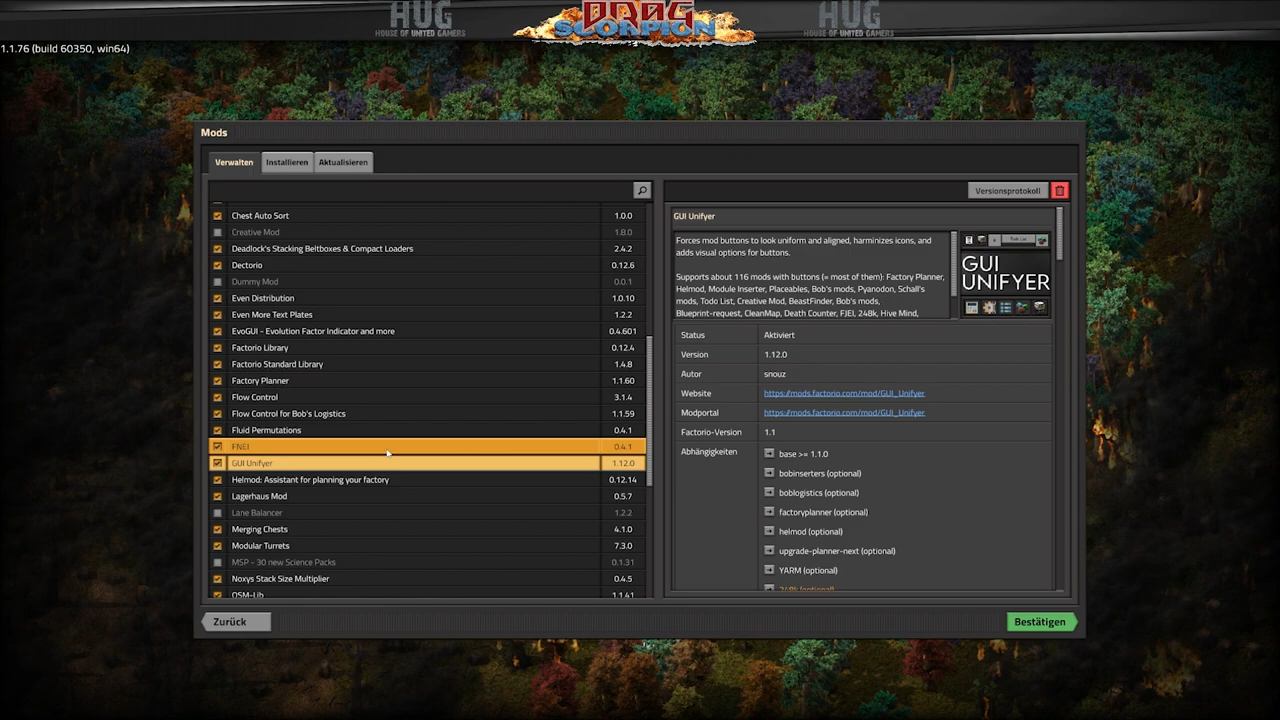 HUG
HOUSE OF UNITED GAMERS
DRAG
SCORPION
HUG
HOUSE OF UNITED GAMERS
1.1.76 (build 60350, win64)
Mods
Verwalten
Installieren
Aktualisieren
Chest Auto Sort 1.0.0
Creative Mod 1.8.0
Deadlock's Stacking Beltboxes & Compact Loaders 2.4.2
Dectorio 0.12.6
Dummy Mod 0.0.1
Even Distribution 1.0.10
Even More Text Plates 1.2.2
EvoGUI - Evolution Factor Indicator and more 0.4.601
Factorio Library 0.12.4
Factorio Standard Library 1.4.8
Factory Planner 1.1.60
Flow Control 3.1.4
Flow Control for Bob's Logistics 1.1.59
Fluid Permutations 0.4.1
FNEI 0.4.1
GUI Unifyer 1.12.0
Helmod: Assistant for planning your factory 0.12.14
Lagerhaus Mod 0.5.7
Lane Balancer 1.2.2
Merging Chests 4.1.0
Modular Turrets 7.3.0
MSP - 30 new Science Packs 0.1.31
Noxys Stack Size Multiplier 0.4.5
OSM-Lib 1.1.41
Versionsprotokoll
GUI Unifyer
Forces mod buttons to look uniform and aligned, harminizes icons, and
adds visual options for buttons.
Supports about 116 mods with buttons (= most of them): Factory Planner,
Helmod, Module Inserter, Placeables, Bob's mods, Pyanodon, Schall's
mods, Todo List, Creative Mod, BeastFinder, Bob's mods,
Blueprint-request, CleanMap, Death Counter, FJEI, 248k, Hive Mind,
GUI
UNIFYER
Status Aktiviert
Version 1.12.0
Autor snouz
Website https://mods.factorio.com/mod/GUI_Unifyer
Modportal https://mods.factorio.com/mod/GUI_Unifyer
Factorio-Version 1.1
Abhängigkeiten base >= 1.1.0
bobinserters (optional)
boblogistics (optional)
factoryplanner (optional)
helmod (optional)
upgrade-planner-next (optional)
YARM (optional)
248k (optional)
Zurück
Bestätigen